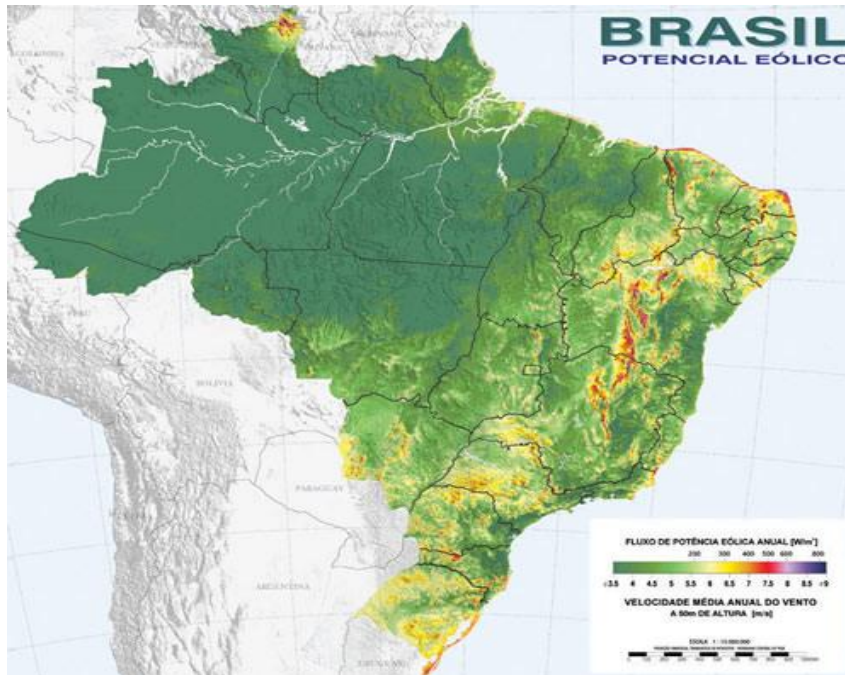 BRASIL
POTENCIAL EÓLICO
PERU
BOLIVIA
PARAGUAY
ARGENTINA
URUGUAY
FLUXO DE POTÊNCIA EÓLICA ANUAL [W/m²]
200 300 400 500 600 800
<3.5 4 4.5 5 5.5 6 6.5 7 7.5 8 8.5 >9
VELOCIDADE MÉDIA ANUAL DO VENTO
A 50m DE ALTURA [m/s]